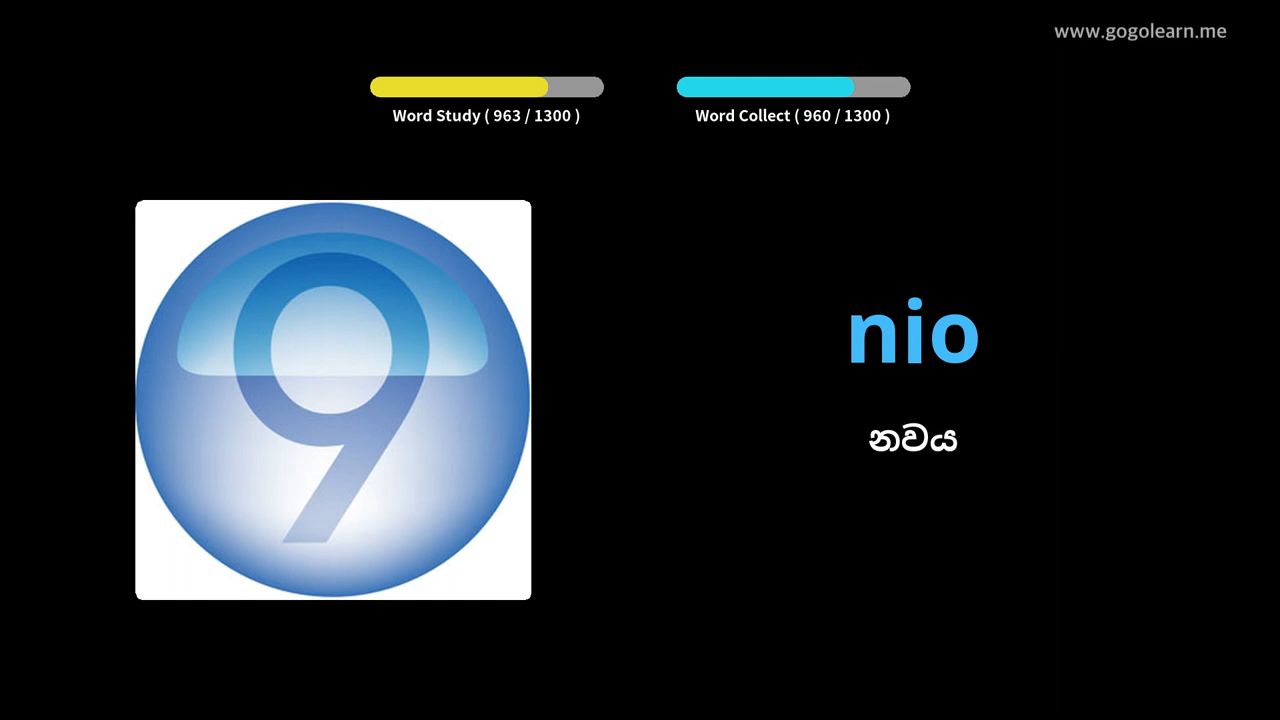 www.gogolearn.me
Word Study ( 963 / 1300 )
Word Collect ( 960 / 1300 )
9
nio
නවය